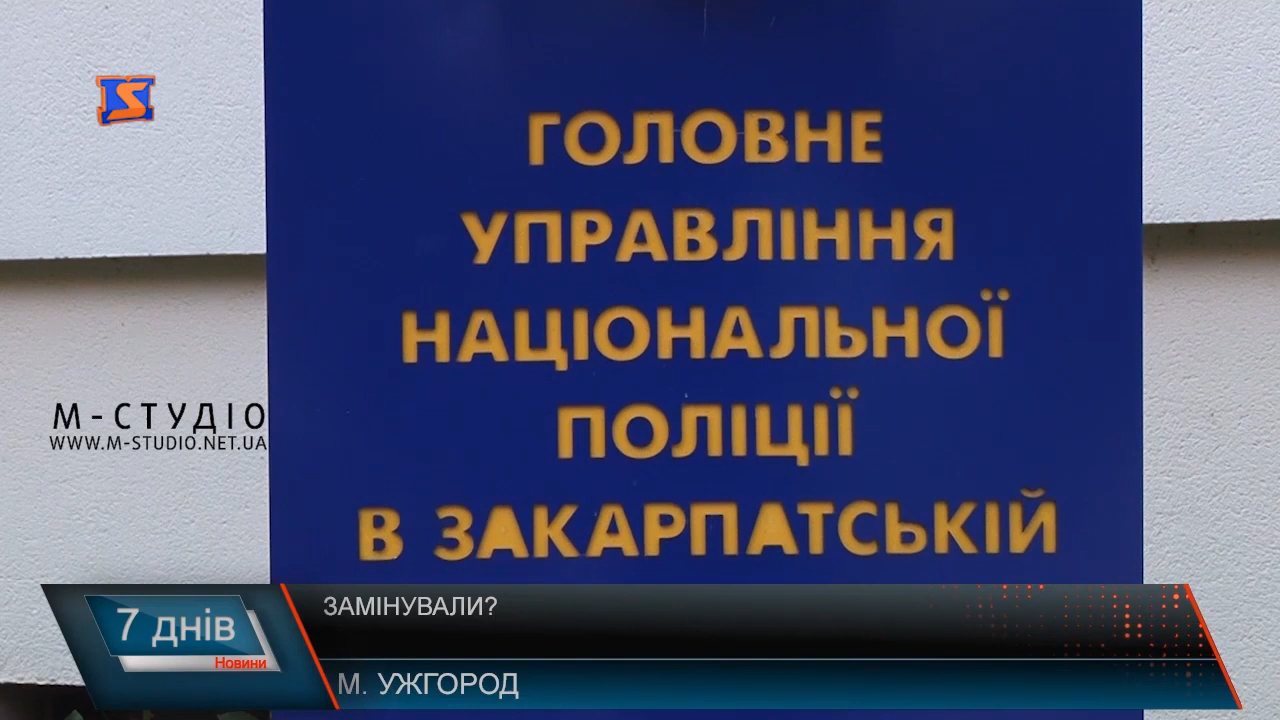 S
ГОЛОВНЕ
УПРАВЛІННЯ
НАЦІОНАЛЬНОЇ
ПОЛІЦІЇ
В ЗАКАРПАТСЬКІЙ
М-СТУДІО
WWW.M-STUDIO.NET.UA
ЗАМІНУВАЛИ?
7 днів
Новини
М. УЖГОРОД